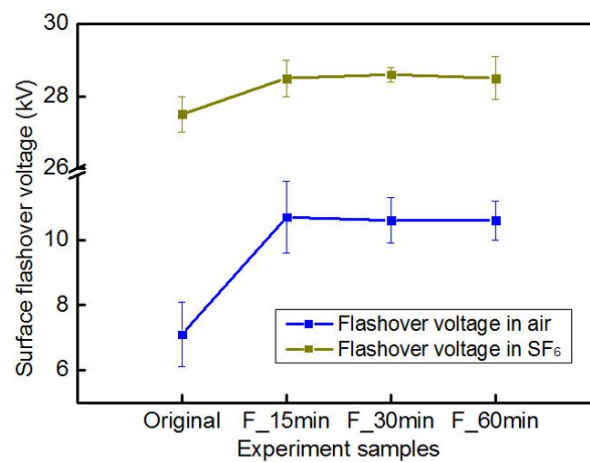 30
28
26
10
8
6
Surface flashover voltage (kV)
Flashover voltage in air
Flashover voltage in SF₆
Original F_15min F_30min F_60min
Experiment samples